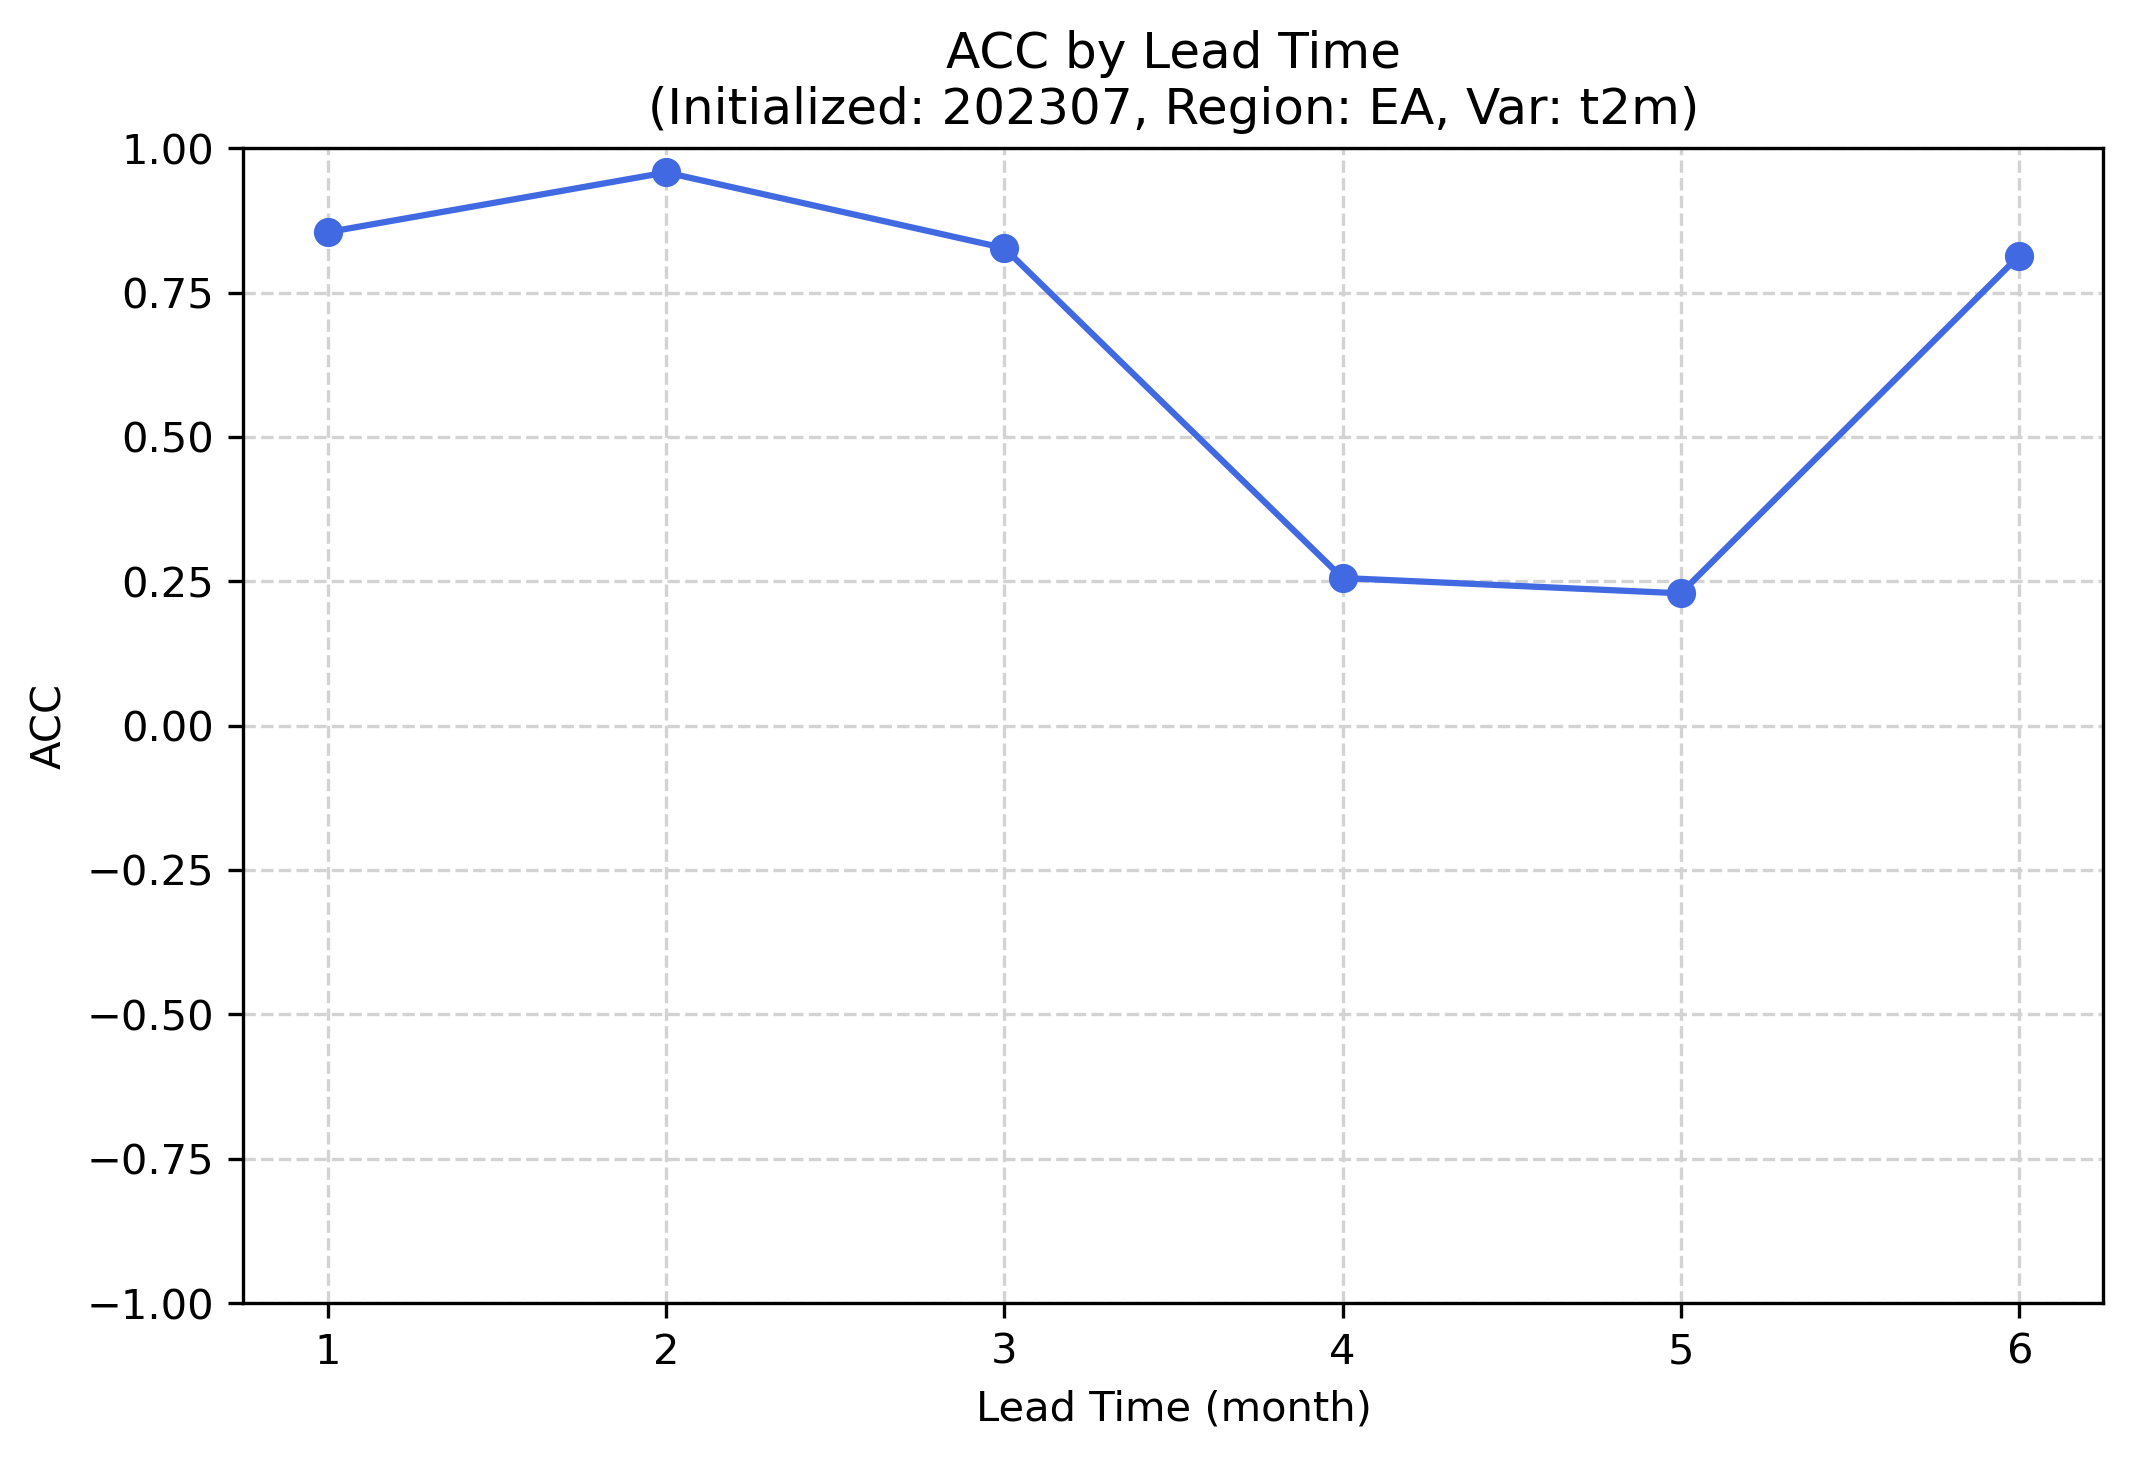 ACC by Lead Time
(Initialized: 202307, Region: EA, Var: t2m)
1.00
0.75
0.50
0.25
0.00
−0.25
−0.50
−0.75
−1.00
ACC
1 2 3 4 5 6
Lead Time (month)